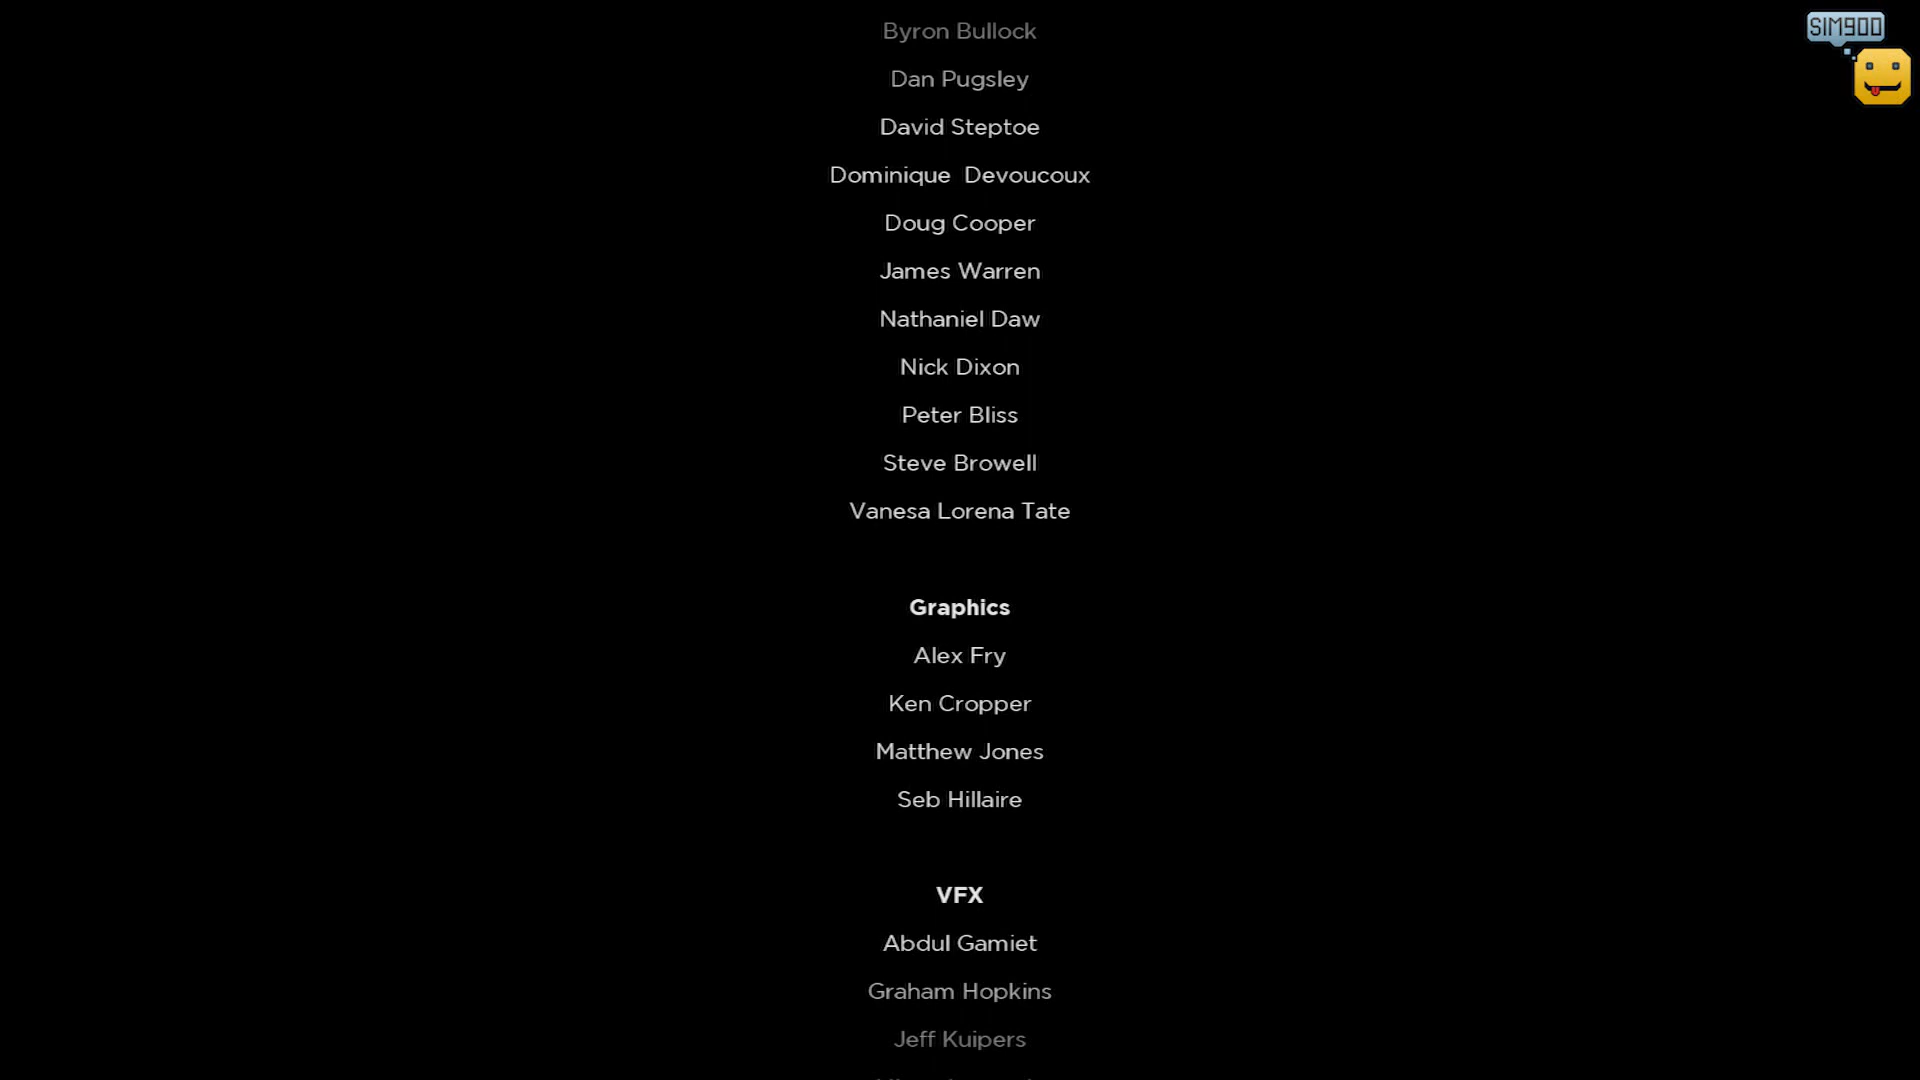 SIM900
Byron Bullock
Dan Pugsley
David Steptoe
Dominique  Devoucoux
Doug Cooper
James Warren
Nathaniel Daw
Nick Dixon
Peter Bliss
Steve Browell
Vanesa Lorena Tate
Graphics
Alex Fry
Ken Cropper
Matthew Jones
Seb Hillaire
VFX
Abdul Gamiet
Graham Hopkins
Jeff Kuipers